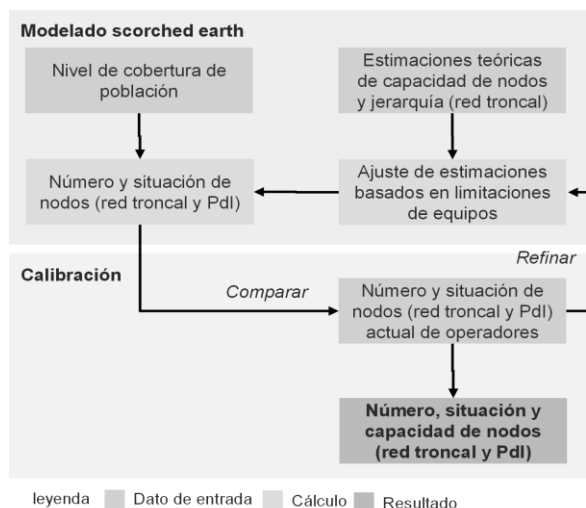 Modelado scorched earth
Nivel de cobertura de
población
Estimaciones teóricas
de capacidad de nodos
y jerarquía (red troncal)
Número y situación de
nodos (red troncal y PdI)
Ajuste de estimaciones
basados en limitaciones
de equipos
Refinar
Calibración
Comparar
Número y situación de
nodos (red troncal y PdI)
actual de operadores
Número, situación y
capacidad de nodos
(red troncal y PdI)
leyenda Dato de entrada Cálculo Resultado